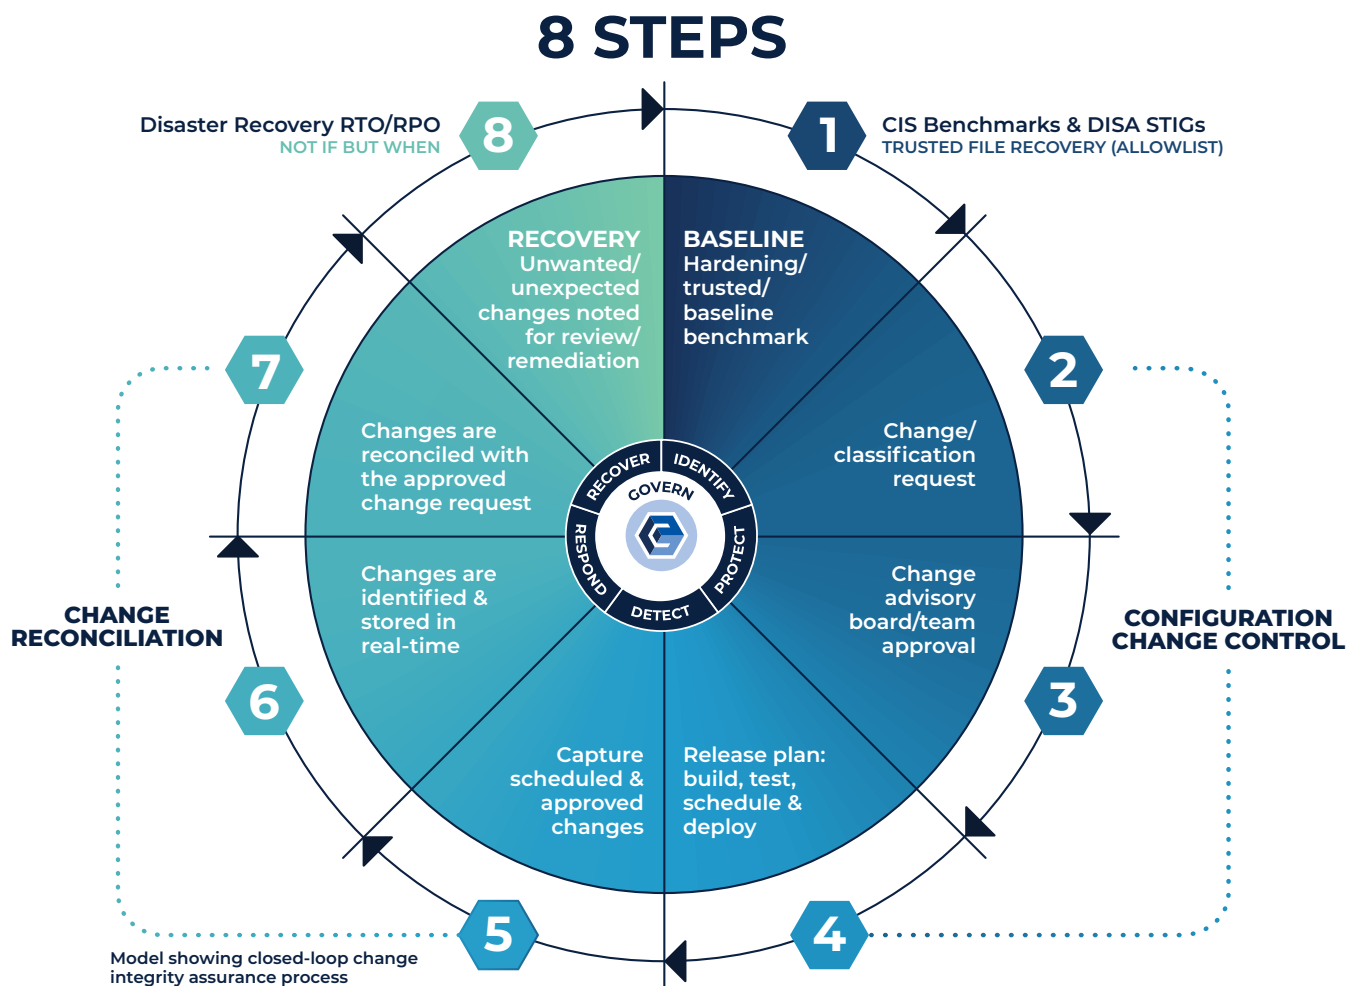 8 STEPS
1
CIS Benchmarks & DISA STIGs
TRUSTED FILE RECOVERY (ALLOWLIST)
BASELINE
Hardening/
trusted/
baseline
benchmark
2
Change/
classification
request
3
Change
advisory
board/team
approval
CONFIGURATION
CHANGE CONTROL
4
Release plan:
build, test,
schedule &
deploy
5
Capture
scheduled &
approved
changes
6
Changes are
identified &
stored in
real-time
CHANGE
RECONCILIATION
7
Changes are
reconciled with
the approved
change request
8
Disaster Recovery RTO/RPO
NOT IF BUT WHEN
RECOVERY
Unwanted/
unexpected
changes noted
for review/
remediation
IDENTIFY
PROTECT
DETECT
RESPOND
RECOVER
GOVERN
Model showing closed-loop change
integrity assurance process